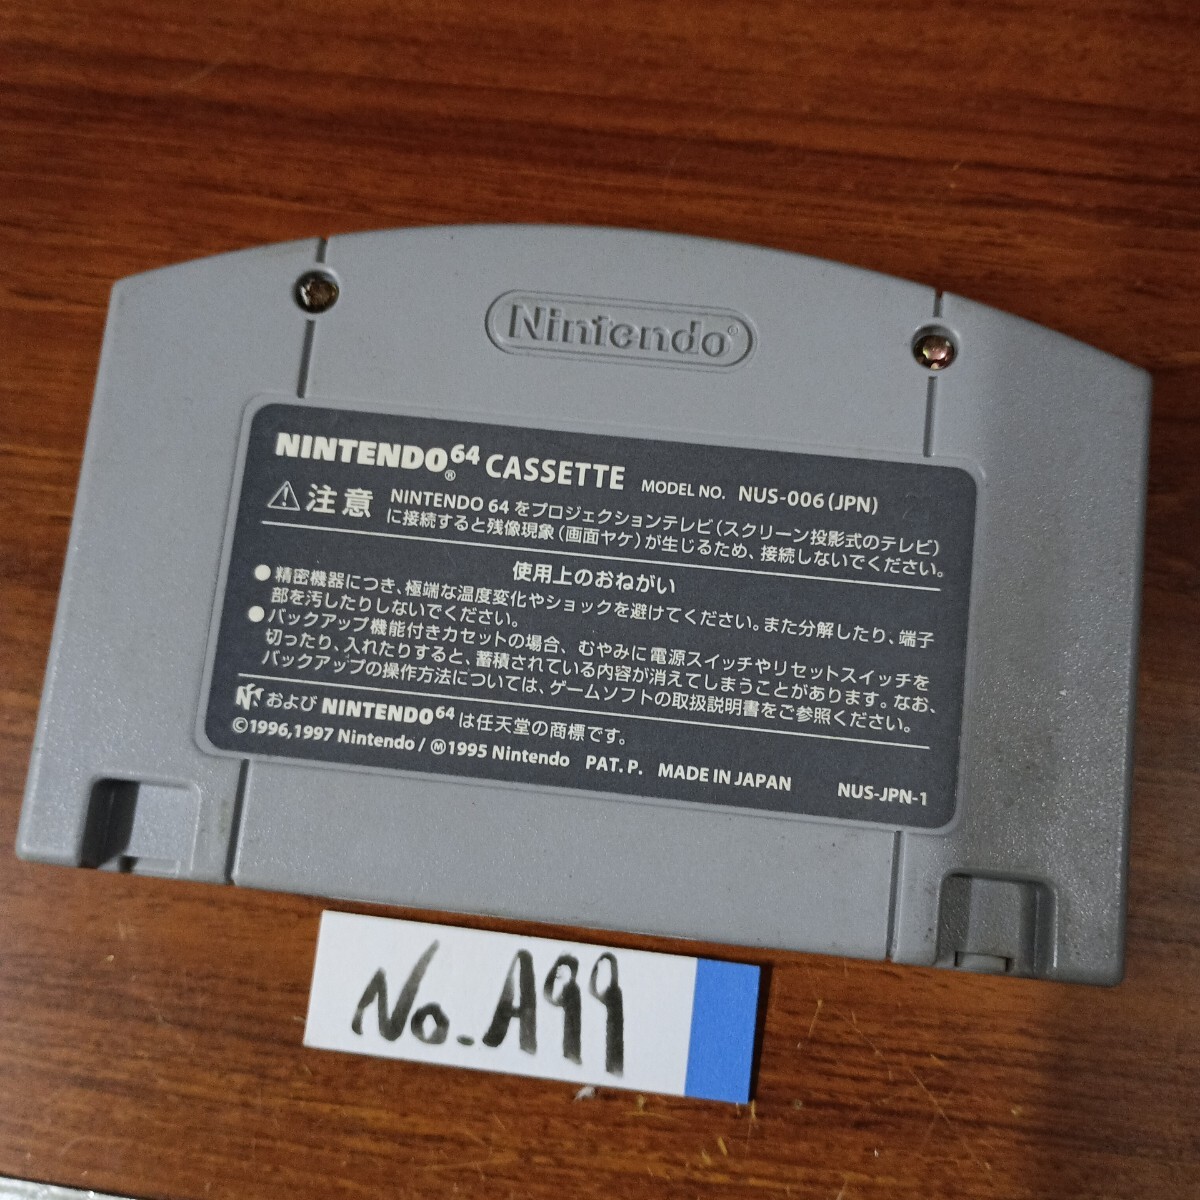 Nintendo®
NINTENDO®64 CASSETTE MODEL NO. NUS-006(JPN)
⚠注意 NINTENDO 64 をプロジェクションテレビ(スクリーン投影式のテレビ)
に接続すると残像現象(画面ヤケ)が生じるため、接続しないでください。
使用上のおねがい
●精密機器につき、極端な温度変化やショックを避けてください。また分解したり、端子
部を汚したりしないでください。
●バックアップ機能付きカセットの場合、むやみに電源スイッチやリセットスイッチを
切ったり、入れたりすると、蓄積されている内容が消えてしまうことがあります。なお、
バックアップの操作方法については、ゲームソフトの取扱説明書をご参照ください。
および NINTENDO64 は任天堂の商標です。
©1996,1997 Nintendo / Ⓜ1995 Nintendo PAT. P. MADE IN JAPAN NUS-JPN-1
No.A99